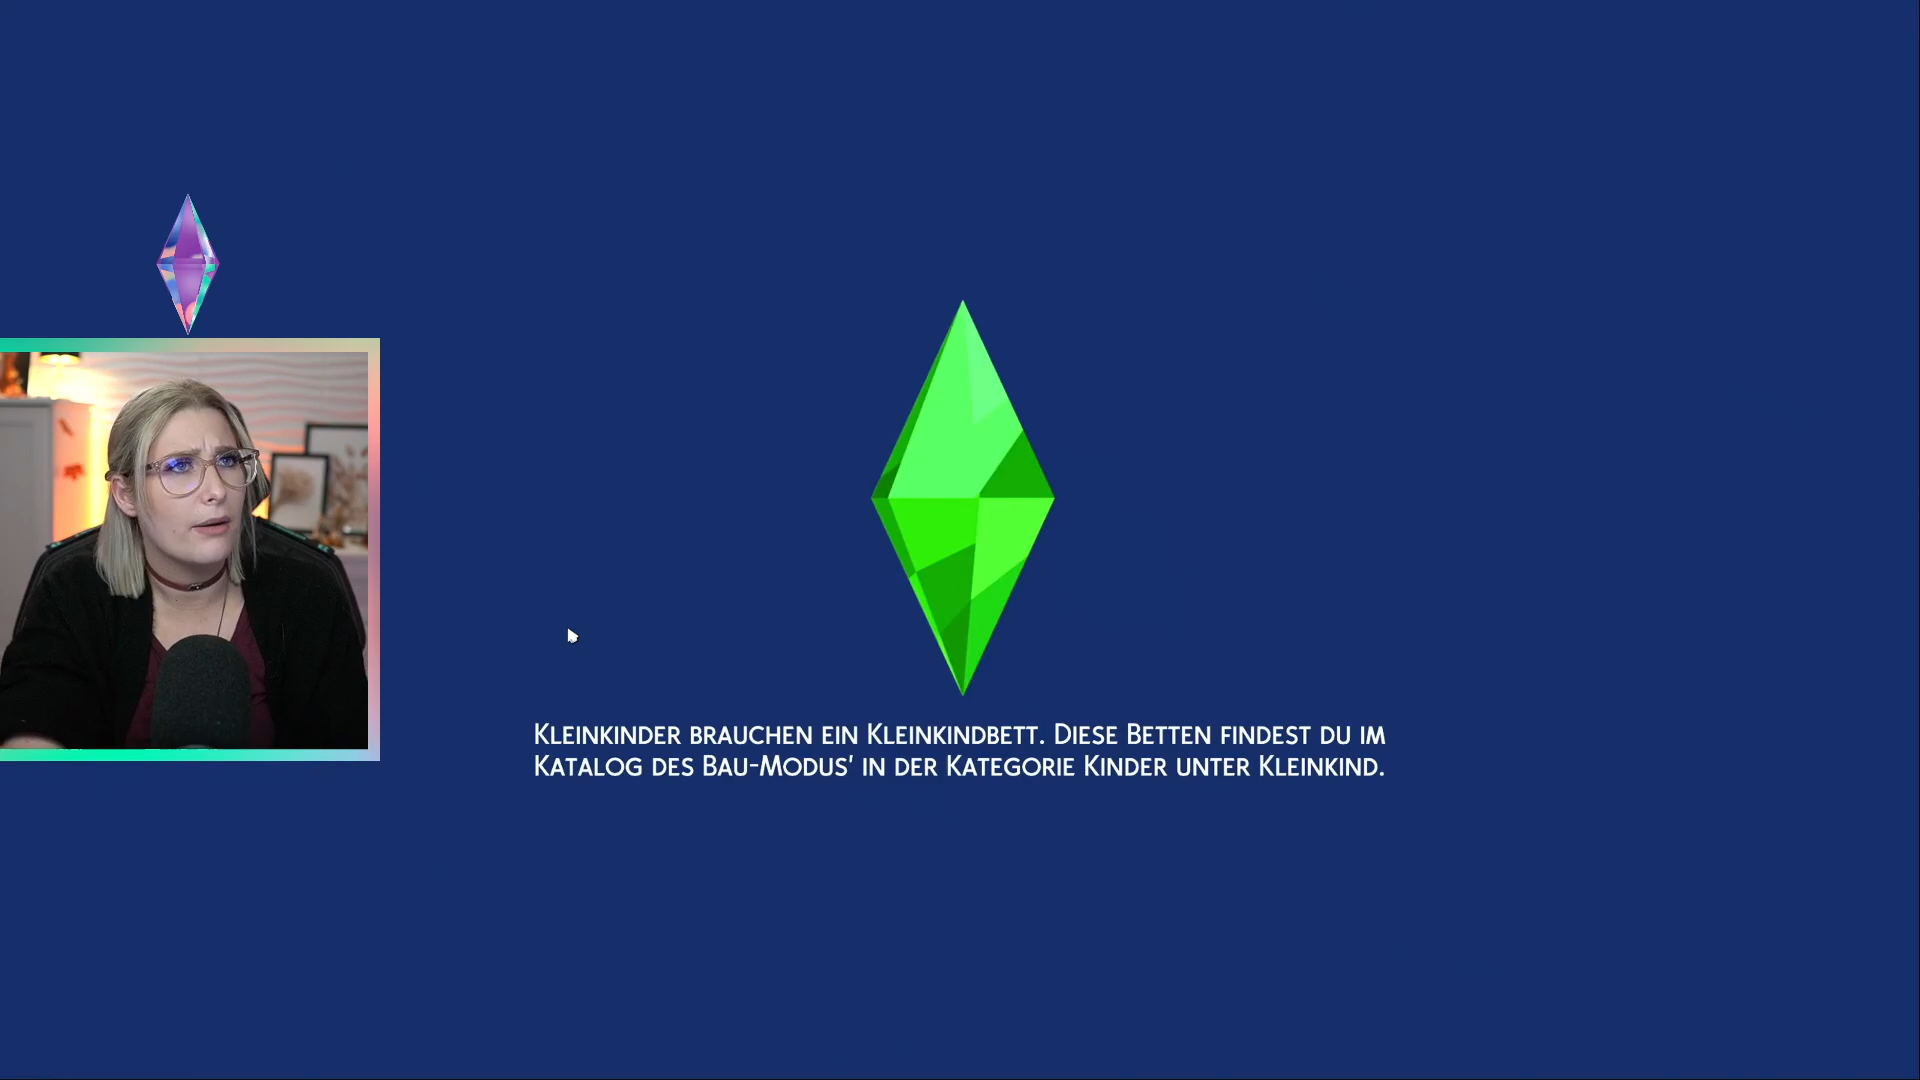 Kleinkinder brauchen ein Kleinkindbett. Diese Betten findest du im
Katalog des Bau-Modus' in der Kategorie Kinder unter Kleinkind.